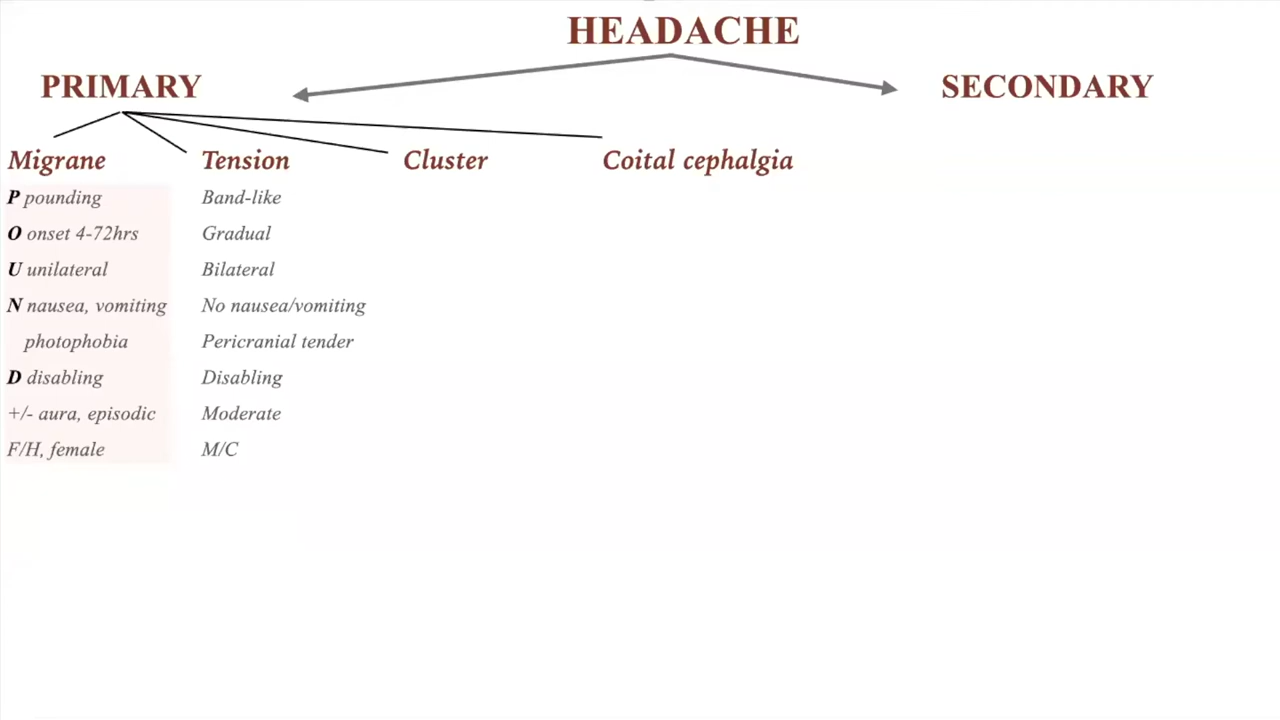 HEADACHE
PRIMARY
SECONDARY
Migrane
Tension
Cluster
Coital cephalgia
P pounding
O onset 4-72hrs
U unilateral
N nausea, vomiting
photophobia
D disabling
+/- aura, episodic
F/H, female
Band-like
Gradual
Bilateral
No nausea/vomiting
Pericranial tender
Disabling
Moderate
M/C